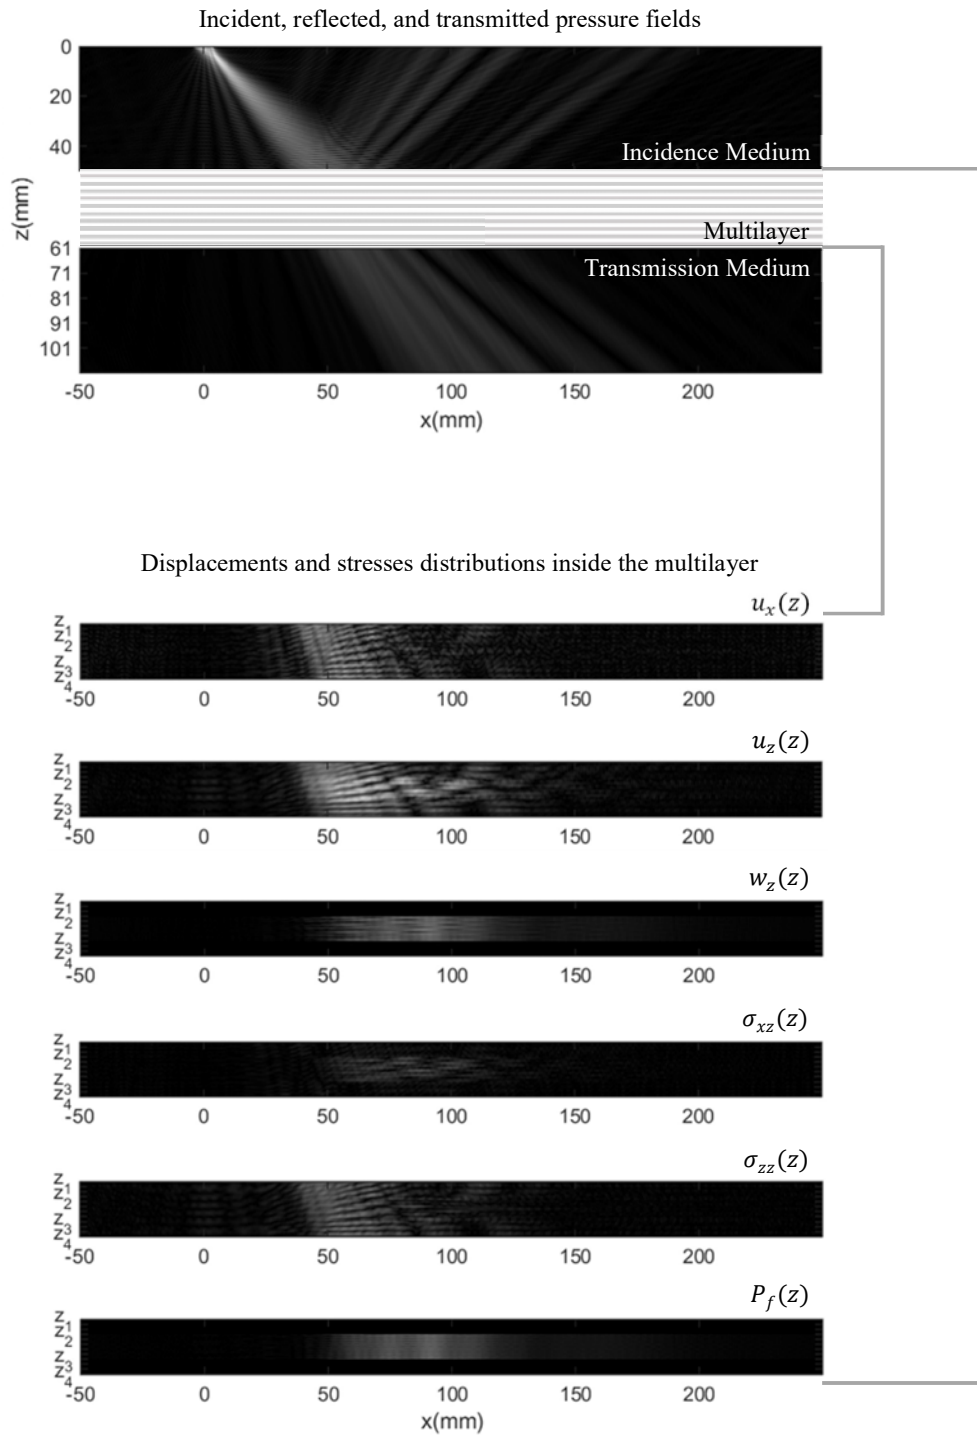 Incident, reflected, and transmitted pressure fields
0
20
40
z(mm)
Incidence Medium
Multilayer
61
Transmission Medium
71
81
91
101
-50 0 50 100 150 200
x(mm)
Displacements and stresses distributions inside the multilayer
u_x(z)
z
z_1
z_2
z_3
z_4
-50 0 50 100 150 200
u_z(z)
z
z_1
z_2
z_3
z_4
-50 0 50 100 150 200
w_z(z)
z
z_1
z_2
z_3
z_4
-50 0 50 100 150 200
σ_xz(z)
z
z_1
z_2
z_3
z_4
-50 0 50 100 150 200
σ_zz(z)
z
z_1
z_2
z_3
z_4
-50 0 50 100 150 200
P_f(z)
z
z_1
z_2
z_3
z_4
-50 0 50 100 150 200
x(mm)